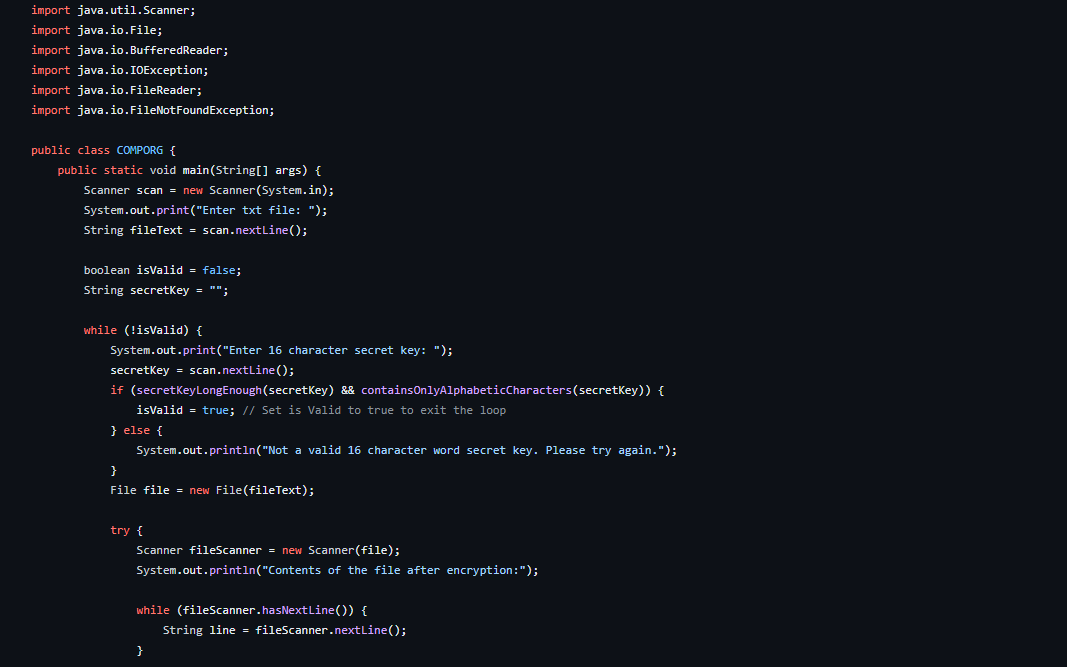 import java.util.Scanner;
import java.io.File;
import java.io.BufferedReader;
import java.io.IOException;
import java.io.FileReader;
import java.io.FileNotFoundException;
public class COMPORG {
public static void main(String[] args) {
Scanner scan = new Scanner(System.in);
System.out.print("Enter txt file: ");
String fileText = scan.nextLine();
boolean isValid = false;
String secretKey = "";
while (!isValid) {
System.out.print("Enter 16 character secret key: ");
secretKey = scan.nextLine();
if (secretKeyLongEnough(secretKey) && containsOnlyAlphabeticCharacters(secretKey)) {
isValid = true; // Set is Valid to true to exit the loop
} else {
System.out.println("Not a valid 16 character word secret key. Please try again.");
}
File file = new File(fileText);
try {
Scanner fileScanner = new Scanner(file);
System.out.println("Contents of the file after encryption:");
while (fileScanner.hasNextLine()) {
String line = fileScanner.nextLine();
}